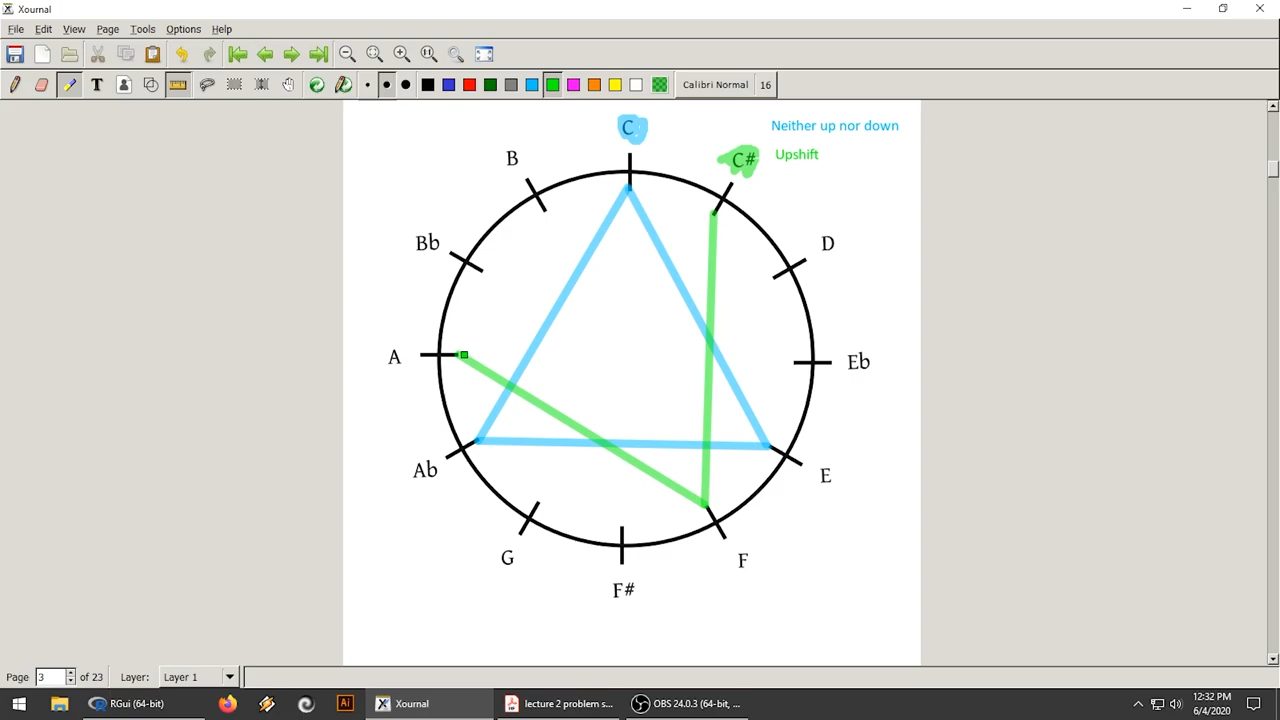 Xournal
File Edit View Page Tools Options Help
Calibri Normal 16
C
Neither up nor down
C#
Upshift
B
Bb
D
A
Eb
Ab
E
G
F
F#
Page 3 of 23 Layer: Layer 1
RGui (64-bit)
Ai
Xournal
lecture 2 problem s...
OBS 24.0.3 (64-bit, ...
12:32 PM
6/4/2020